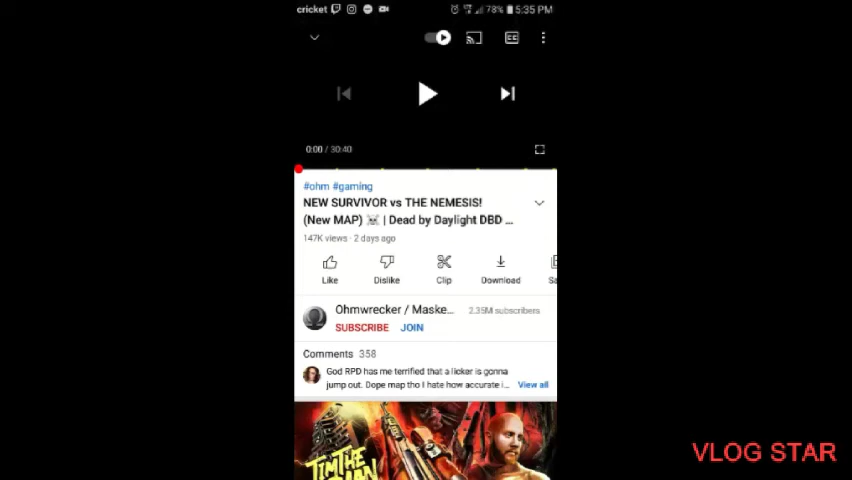 cricket 78% 5:35 PM
CC
0:00 / 30:40
#ohm #gaming
NEW SURVIVOR vs THE NEMESIS!
(New MAP) ☠️ | Dead by Daylight DBD ...
147K views · 2 days ago
Like Dislike Clip Download Sa
Ohmwrecker / Maske... 2.35M subscribers
SUBSCRIBE JOIN
Comments 358
God RPD has me terrified that a licker is gonna
jump out. Dope map tho I hate how accurate i... View all
TIMTHE
VLOG STAR